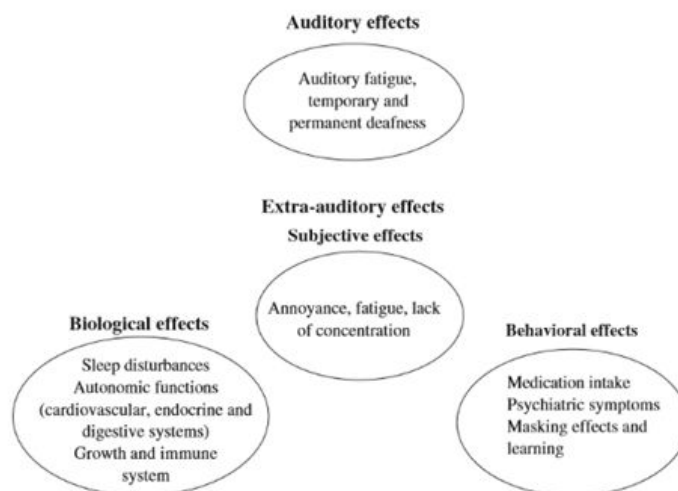 Auditory effects
Auditory fatigue,
temporary and
permanent deafness
Extra-auditory effects
Subjective effects
Annoyance, fatigue, lack
of concentration
Biological effects
Sleep disturbances
Autonomic functions
(cardiovascular, endocrine and
digestive systems)
Growth and immune
system
Behavioral effects
Medication intake
Psychiatric symptoms
Masking effects and
learning